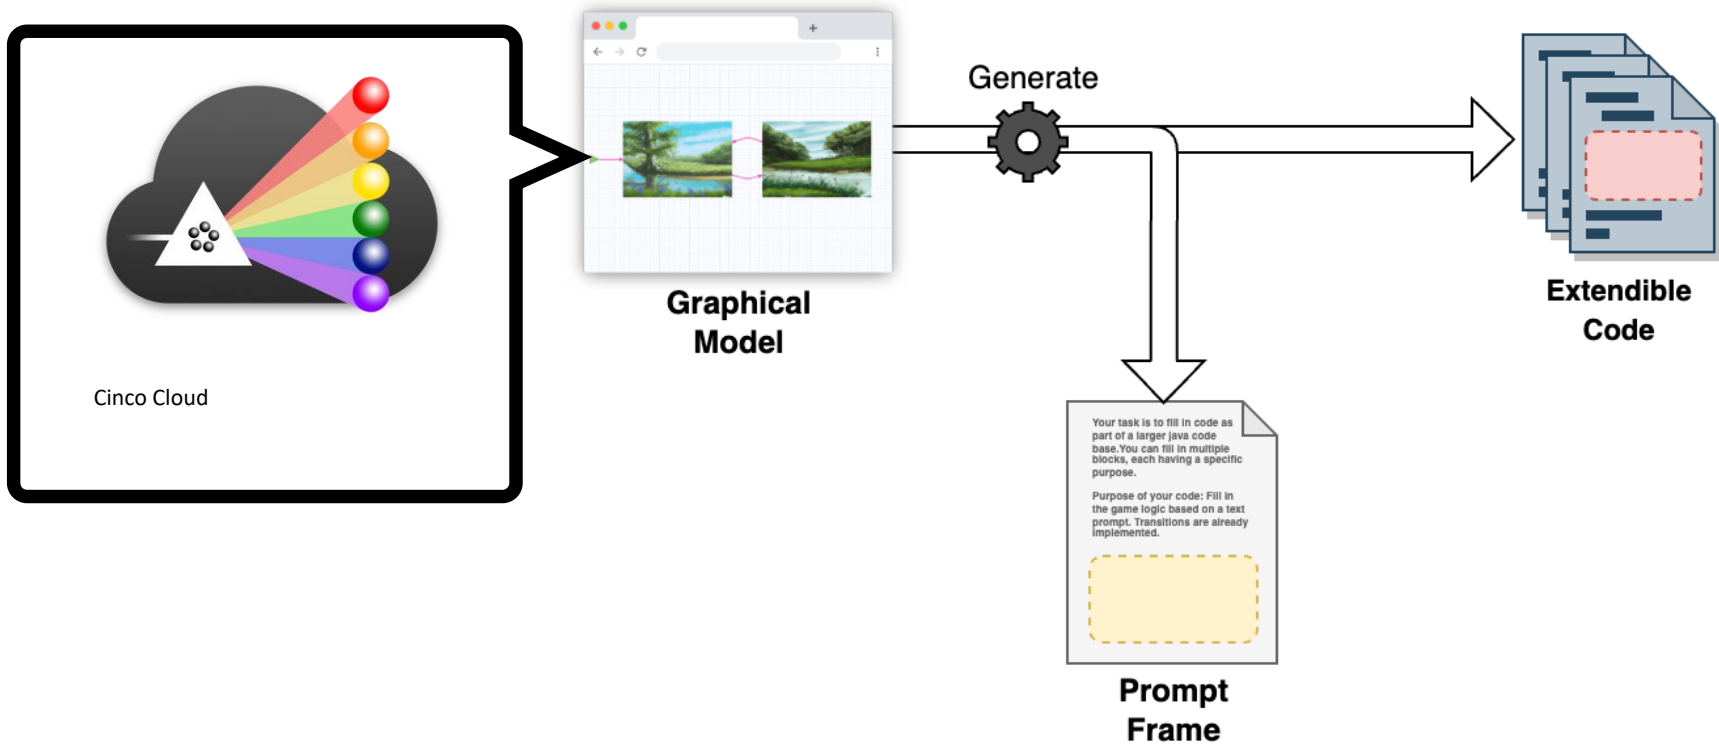 Cinco Cloud
Graphical
Model
Generate
Extendible
Code
Your task is to fill in code as
part of a larger java code
base.You can fill in multiple
blocks, each having a specific
purpose.
Purpose of your code: Fill in
the game logic based on a text
prompt. Transitions are already
implemented.
Prompt
Frame